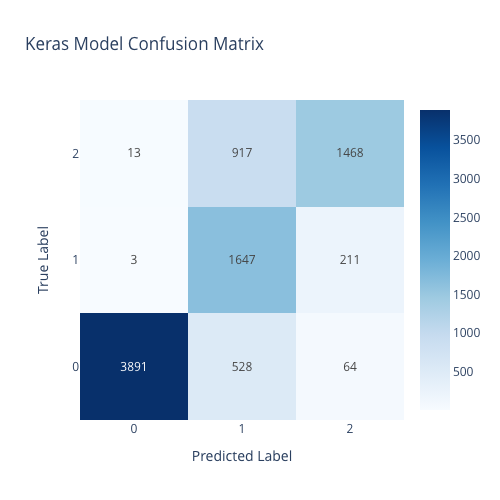 Keras Model Confusion Matrix
2 13 917 1468
3500
3000
2500
1 3 1647 211
2000
1500
1000
0 3891 528 64
500
0 1 2
True Label
Predicted Label